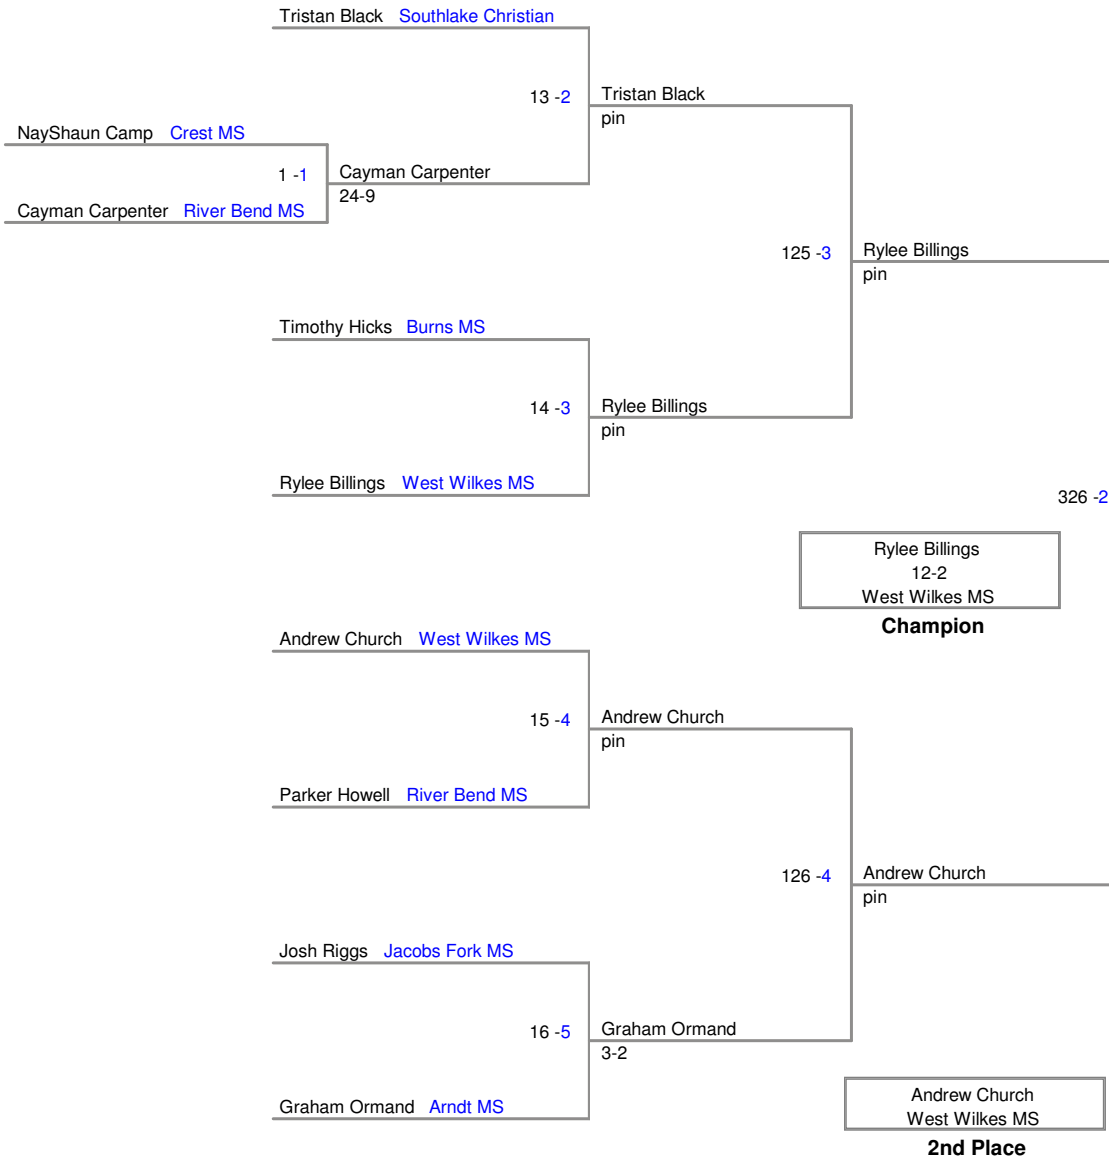 Tristan Black Southlake Christian
13 -2 Tristan Black
pin
NayShaun Camp Crest MS
1 -1 Cayman Carpenter
24-9
Cayman Carpenter River Bend MS
125 -3 Rylee Billings
pin
Timothy Hicks Burns MS
14 -3 Rylee Billings
pin
Rylee Billings West Wilkes MS
326 -2
Rylee Billings
12-2
West Wilkes MS
Champion
Andrew Church West Wilkes MS
15 -4 Andrew Church
pin
Parker Howell River Bend MS
126 -4 Andrew Church
pin
Josh Riggs Jacobs Fork MS
16 -5 Graham Ormand
3-2
Graham Ormand Arndt MS
Andrew Church
West Wilkes MS
2nd Place